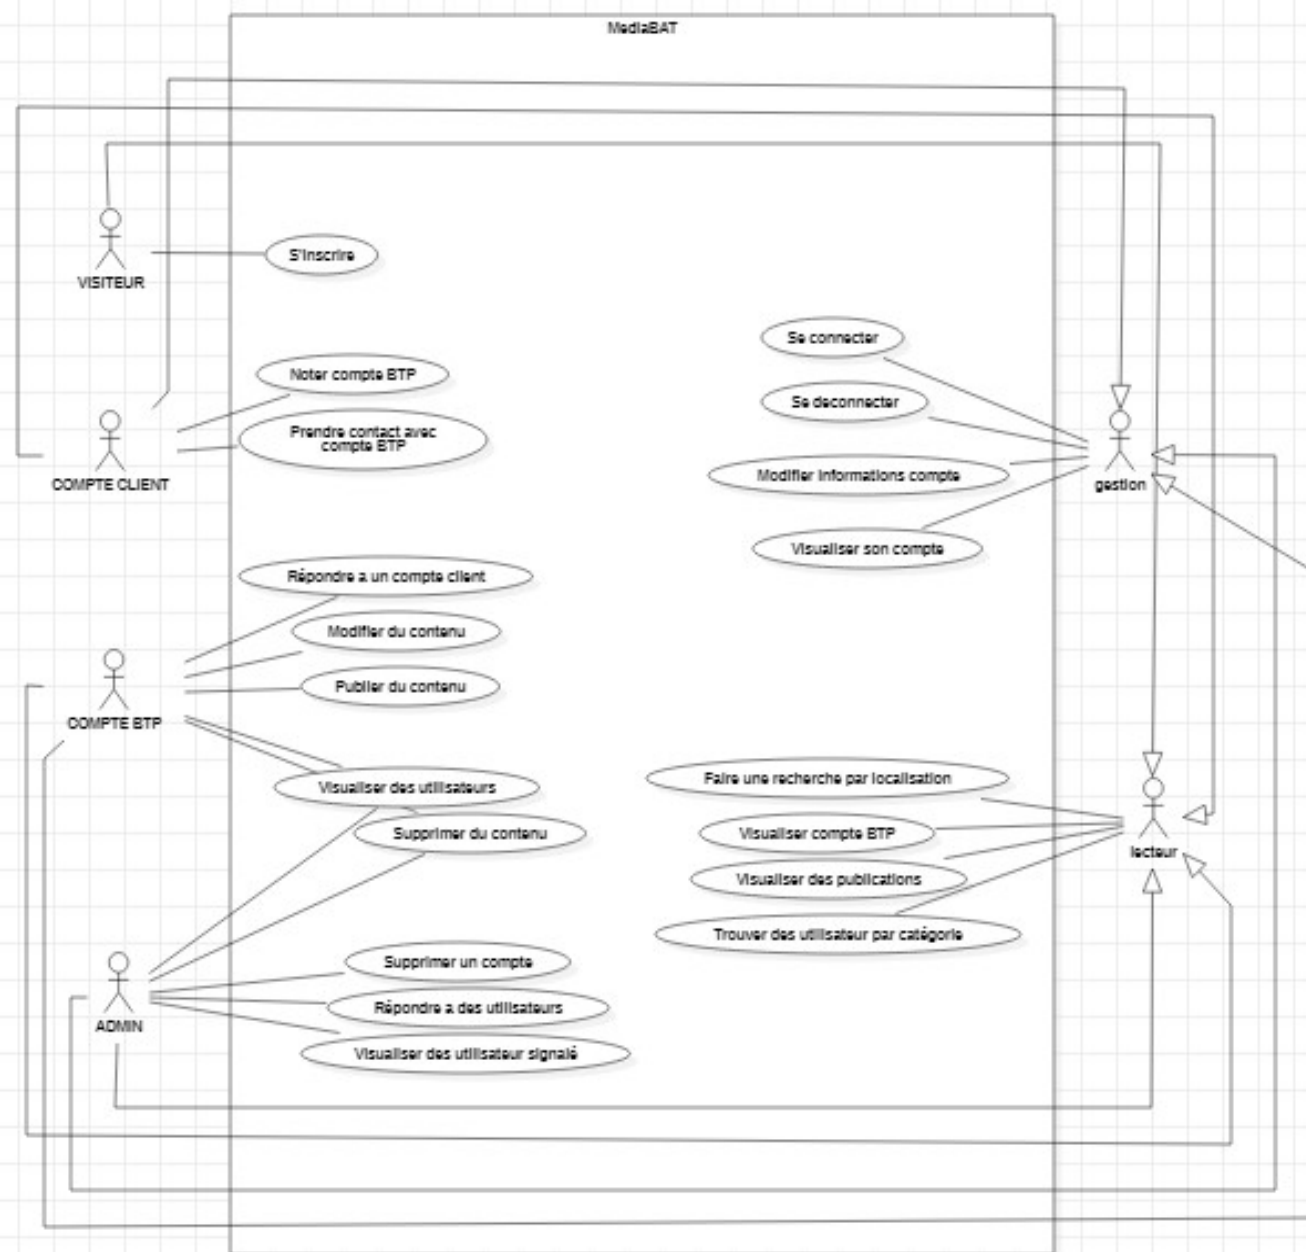 MediaBAT
VISITEUR
S'inscrire
Noter compte BTP
Prendre contact avec
compte BTP
COMPTE CLIENT
Se connecter
Se deconnecter
Modifier informations compte
Visualiser son compte
gestion
Répondre a un compte client
Modifier du contenu
Publier du contenu
COMPTE BTP
Visualiser des utilisateurs
Supprimer du contenu
Faire une recherche par localisation
Visualiser compte BTP
Visualiser des publications
Trouver des utilisateur par catégorie
lecteur
Supprimer un compte
Répondre a des utilisateurs
Visualiser des utilisateur signalé
ADMIN